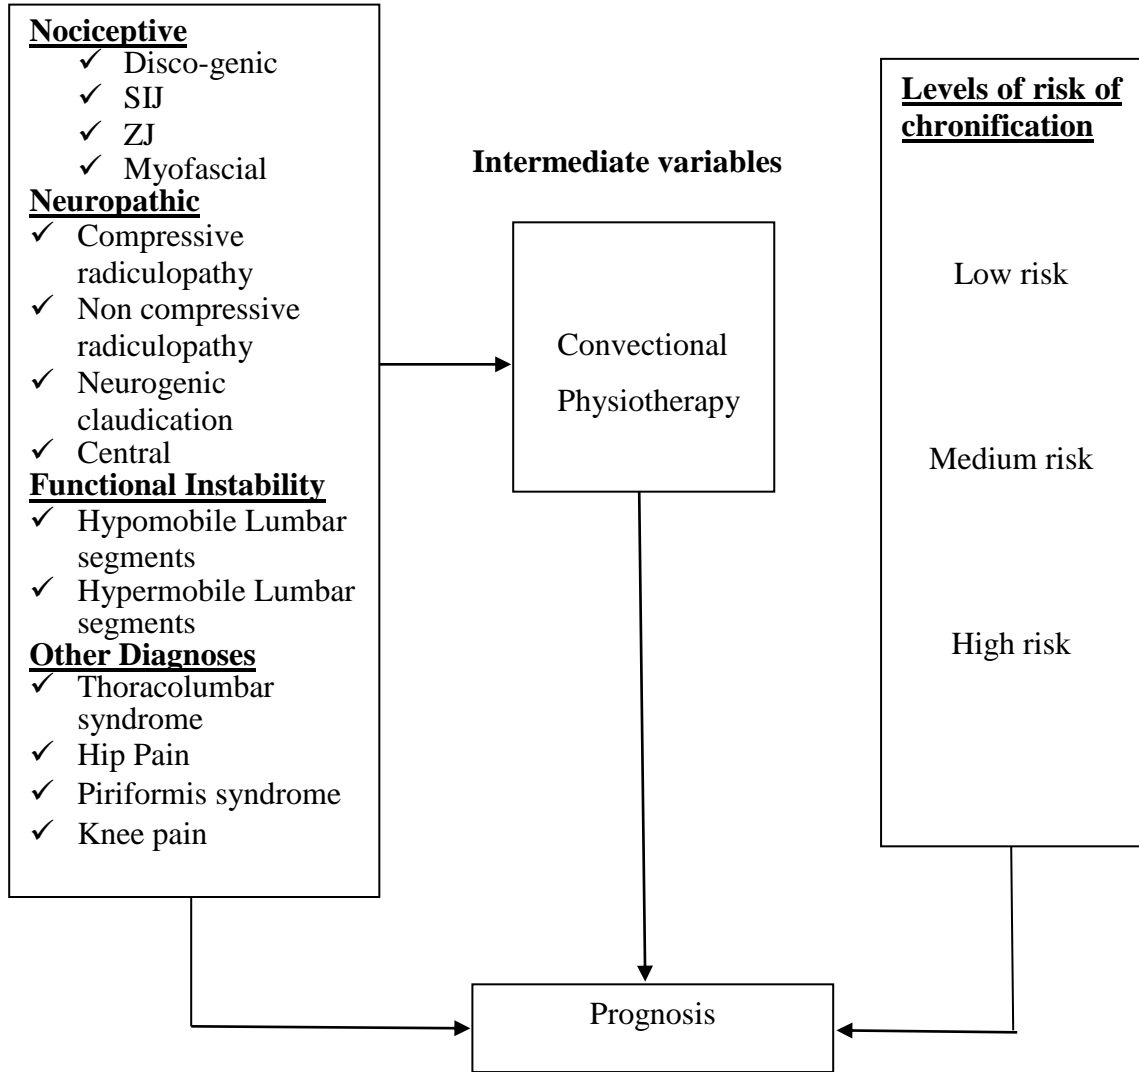 Nociceptive
✓ Disco-genic
✓ SIJ
✓ ZJ
✓ Myofascial
Neuropathic
✓ Compressive
radiculopathy
✓ Non compressive
radiculopathy
✓ Neurogenic
claudication
✓ Central
Functional Instability
✓ Hypomobile Lumbar
segments
✓ Hypermobile Lumbar
segments
Other Diagnoses
✓ Thoracolumbar
syndrome
✓ Hip Pain
✓ Piriformis syndrome
✓ Knee pain
Intermediate variables
Convectional
Physiotherapy
Levels of risk of
chronification
Low risk
Medium risk
High risk
Prognosis